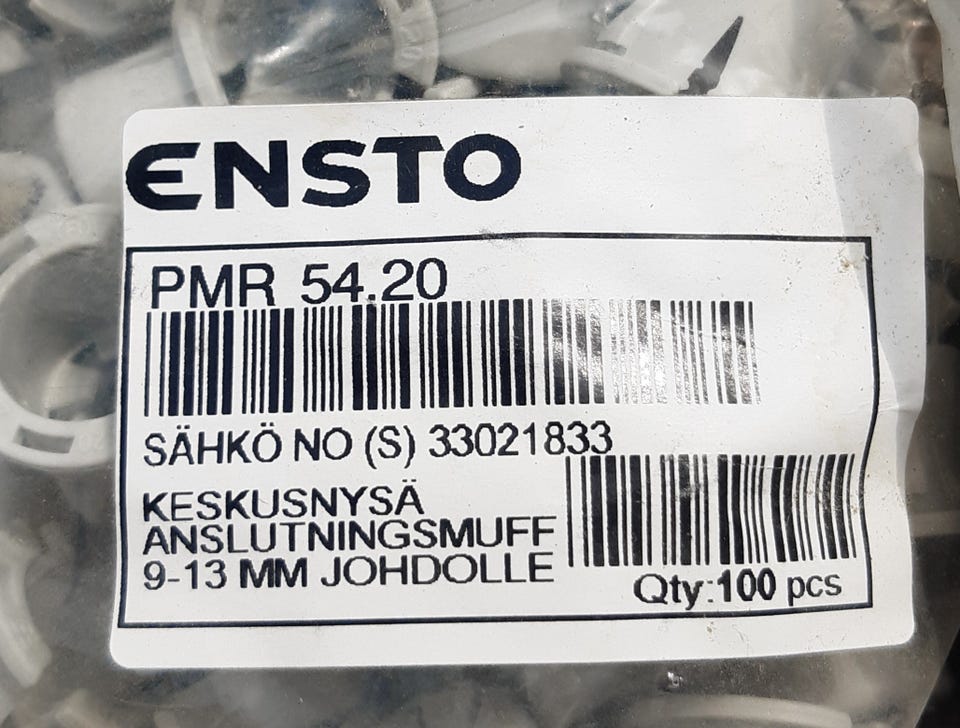 ENSTO
PMR 54.20
SÄHKÖ NO (S) 33021833
KESKUSNYSÄ
ANSLUTNINGSMUFF
9-13 MM JOHDOLLE
Qty:100 pcs